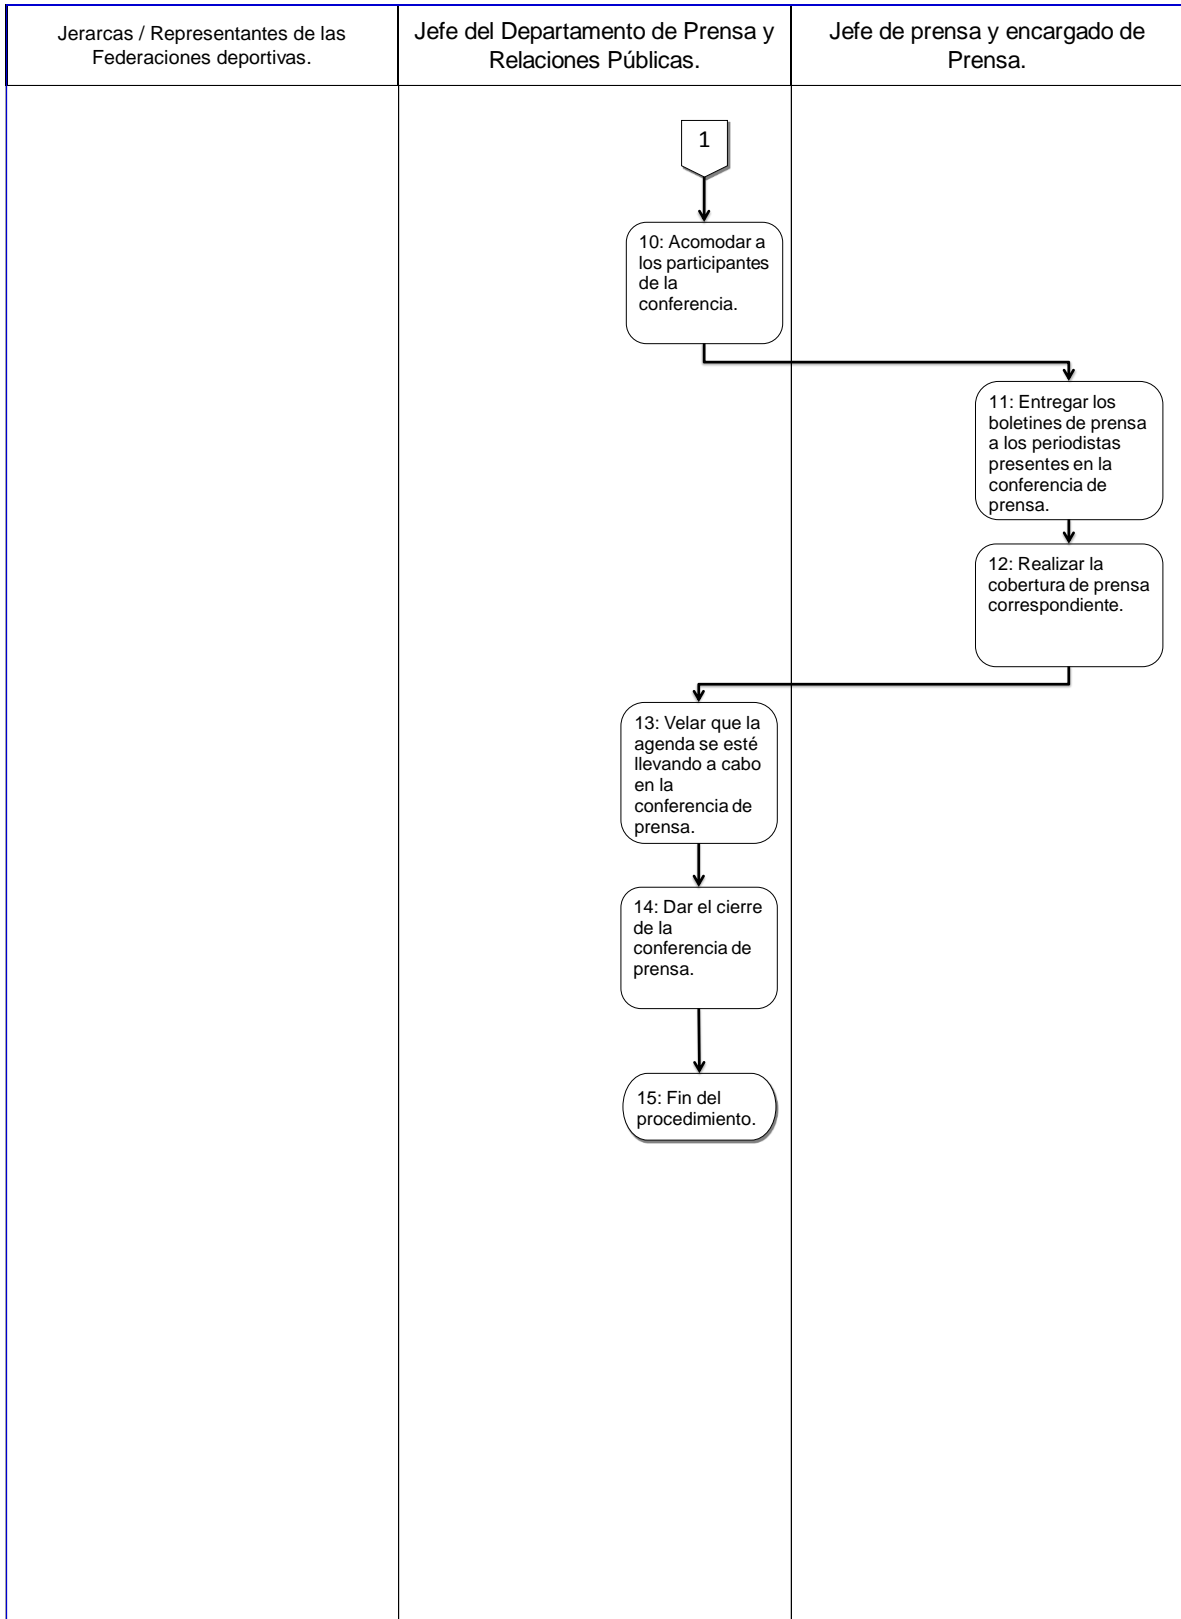 Jerarcas / Representantes de las
Federaciones deportivas.
Jefe del Departamento de Prensa y
Relaciones Públicas.
Jefe de prensa y encargado de
Prensa.
1
10: Acomodar a
los participantes
de la
conferencia.
11: Entregar los
boletines de prensa
a los periodistas
presentes en la
conferencia de
prensa.
12: Realizar la
cobertura de prensa
correspondiente.
13: Velar que la
agenda se esté
llevando a cabo
en la
conferencia de
prensa.
14: Dar el cierre
de la
conferencia de
prensa.
15: Fin del
procedimiento.